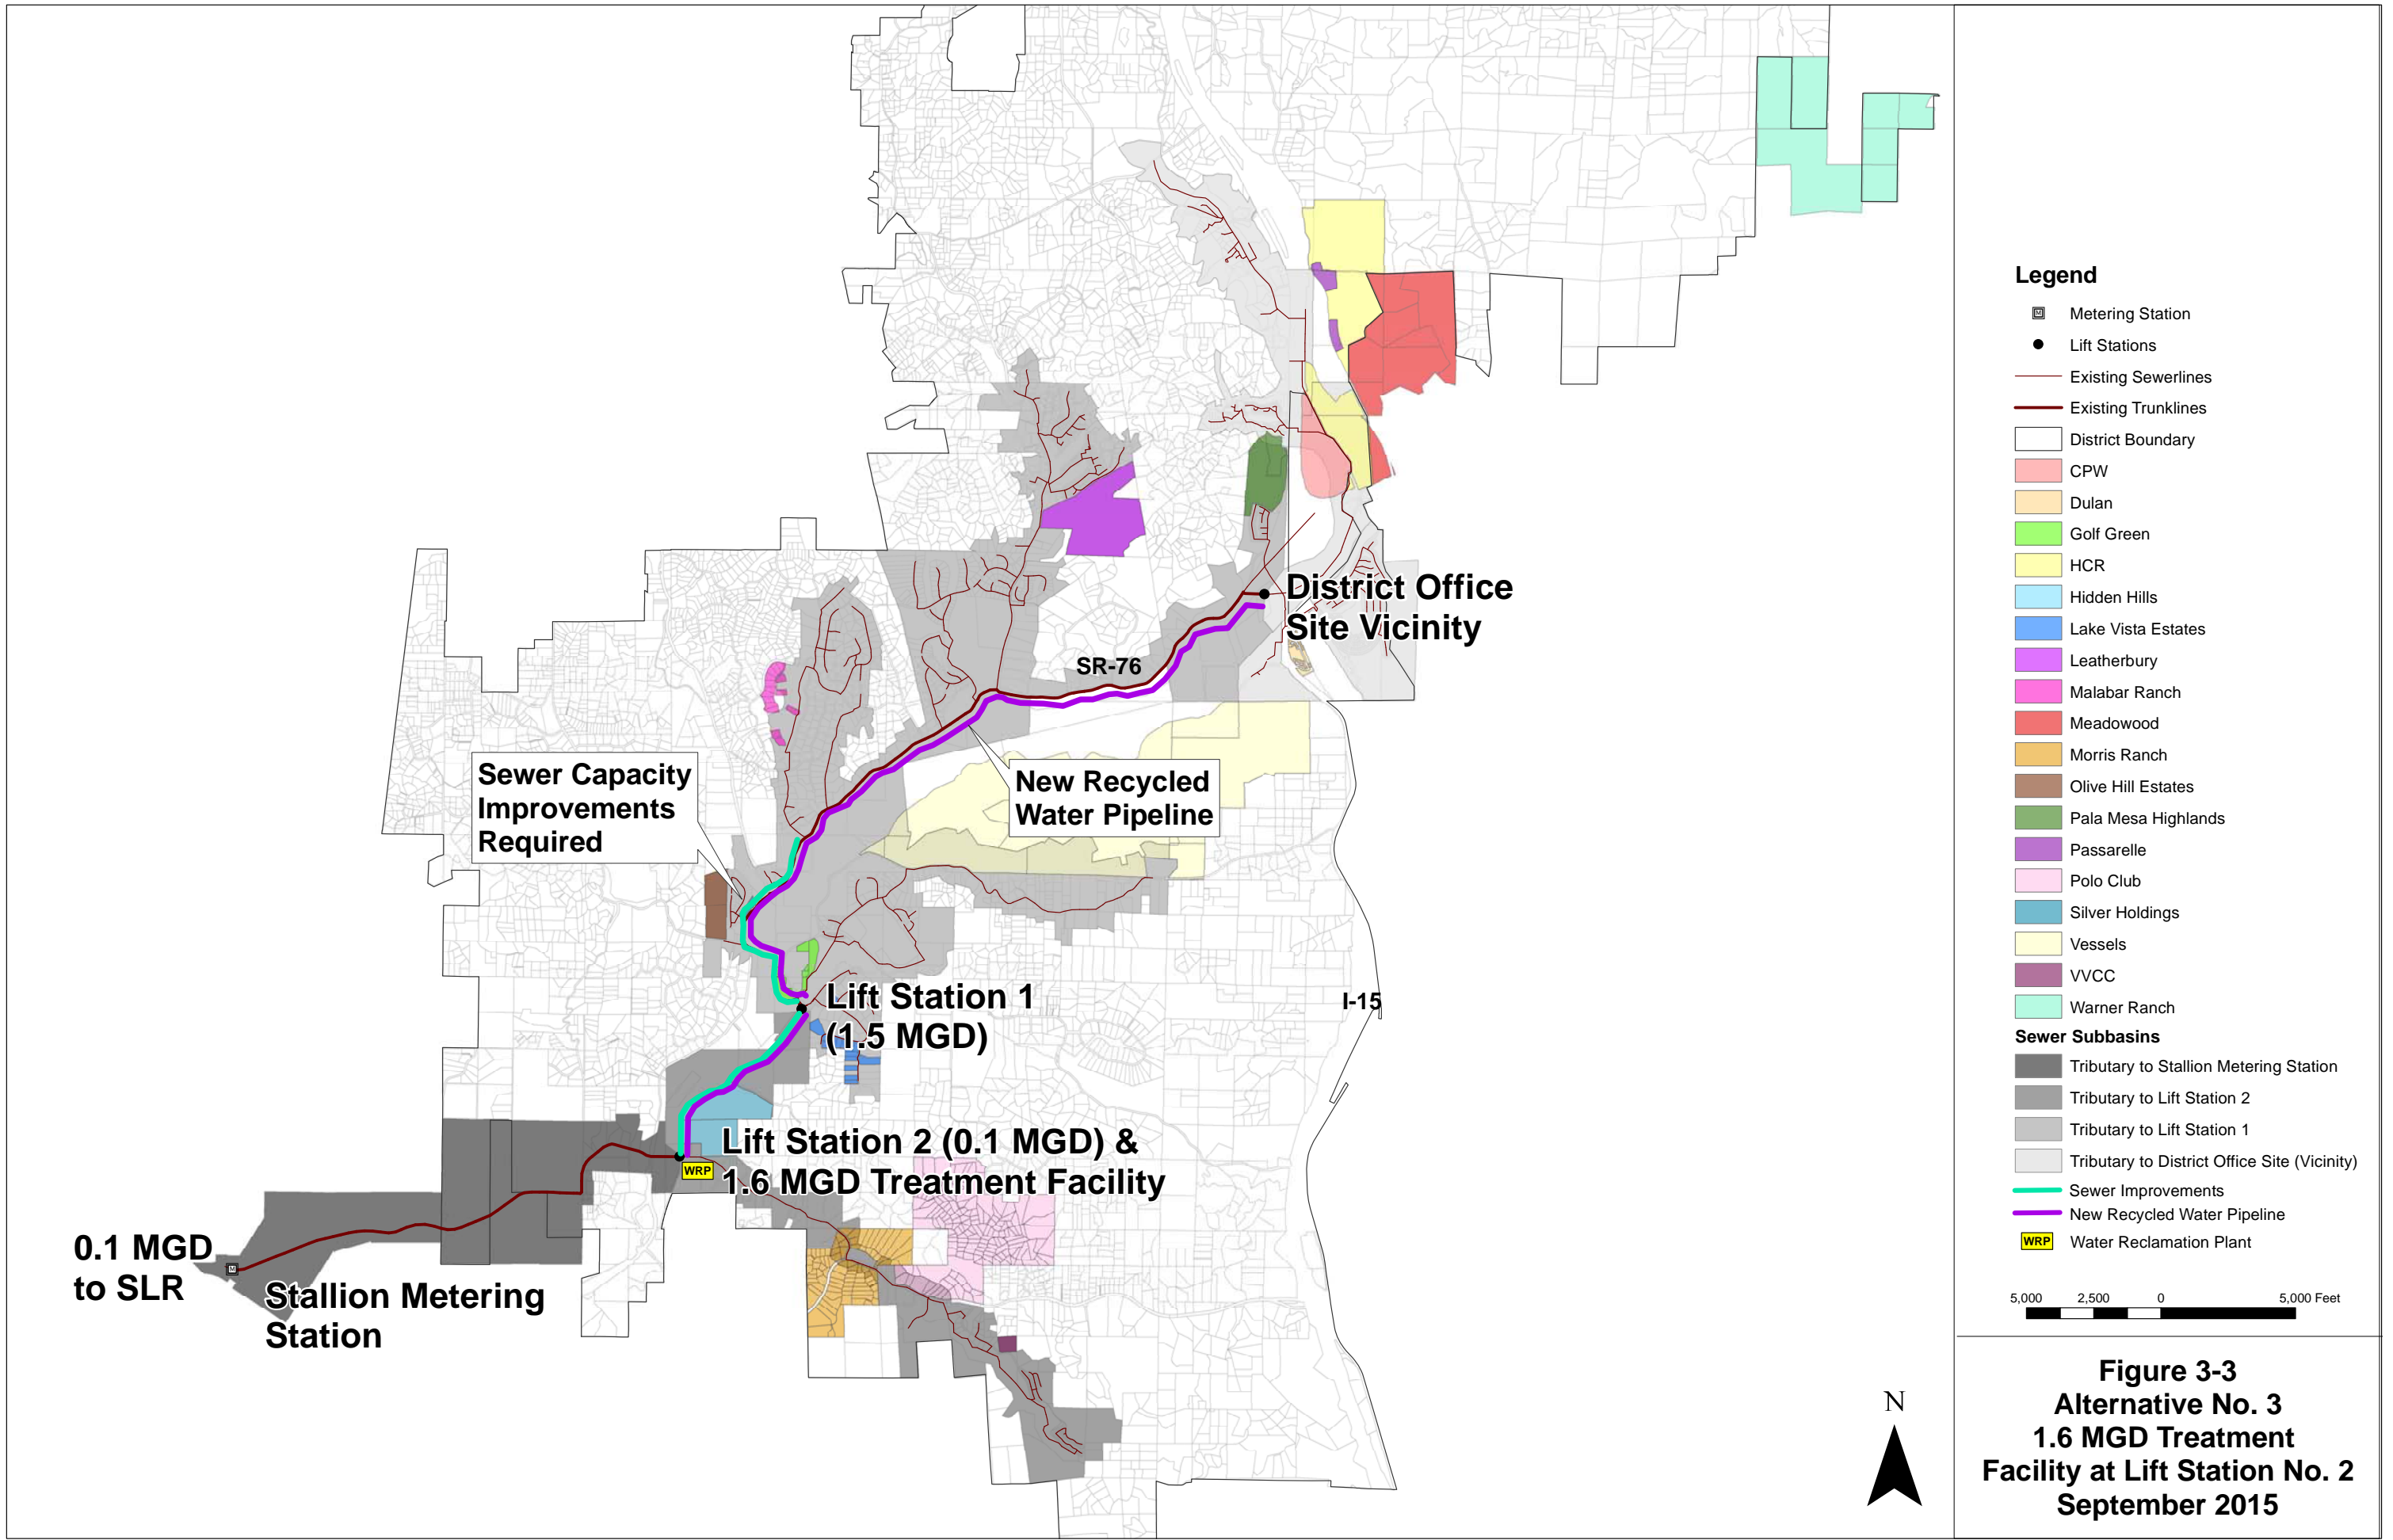 District Office
Site Vicinity
SR-76
Sewer Capacity
Improvements
Required
New Recycled
Water Pipeline
Lift Station 1
(1.5 MGD)
I-15
Lift Station 2 (0.1 MGD) &
1.6 MGD Treatment Facility
WRP
0.1 MGD
to SLR
M
Stallion Metering
Station
N
Legend
M Metering Station
Lift Stations
Existing Sewerlines
Existing Trunklines
District Boundary
CPW
Dulan
Golf Green
HCR
Hidden Hills
Lake Vista Estates
Leatherbury
Malabar Ranch
Meadowood
Morris Ranch
Olive Hill Estates
Pala Mesa Highlands
Passarelle
Polo Club
Silver Holdings
Vessels
VVCC
Warner Ranch
Sewer Subbasins
Tributary to Stallion Metering Station
Tributary to Lift Station 2
Tributary to Lift Station 1
Tributary to District Office Site (Vicinity)
Sewer Improvements
New Recycled Water Pipeline
WRP Water Reclamation Plant
5,000 2,500 0 5,000 Feet
Figure 3-3
Alternative No. 3
1.6 MGD Treatment
Facility at Lift Station No. 2
September 2015